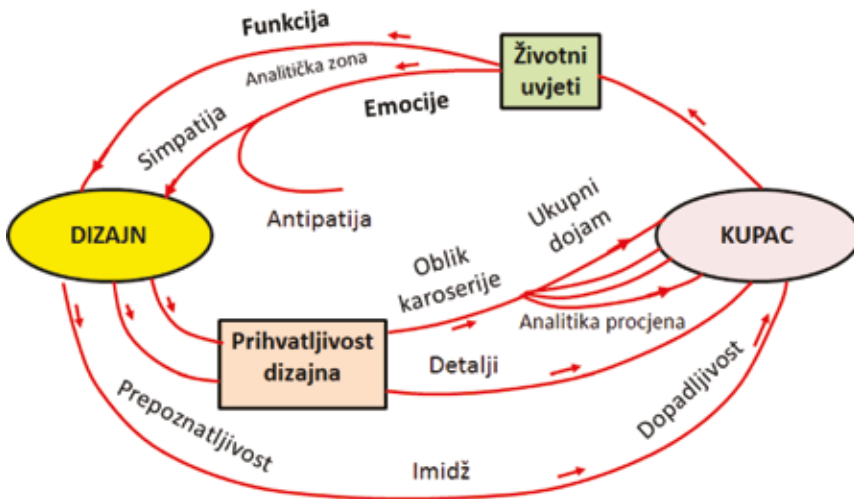 Funkcija
Životni
uvjeti
Analitička zona
Emocije
Simpatija
Antipatija
DIZAJN
KUPAC
Ukupni
dojam
Oblik
karoserije
Analitika procjena
Prihvatljivost
dizajna
Detalji
Prepoznatljivost
Imidž
Dopadljivost